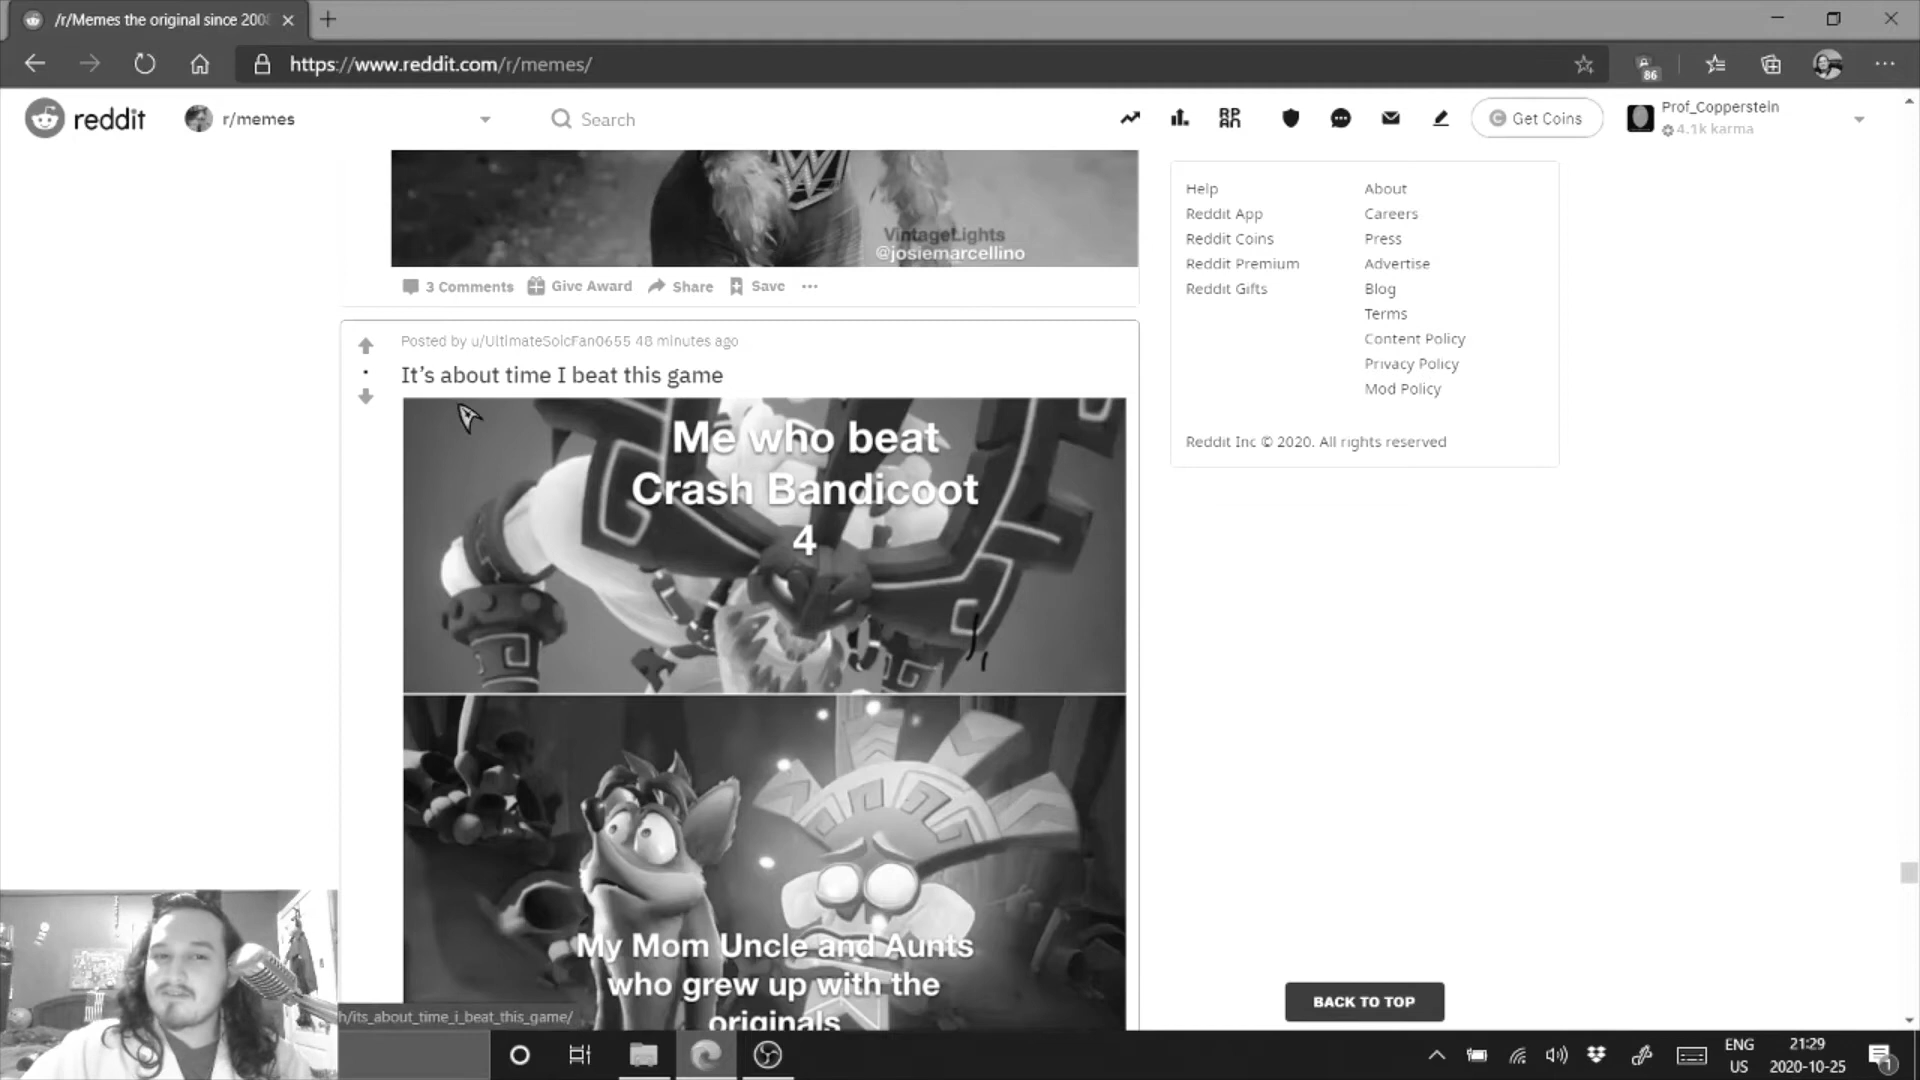 /r/Memes the original since 2008
https://www.reddit.com/r/memes/
86
reddit
r/memes
Search
RPAN
Get Coins
Prof_Copperstein
4.1k karma
VintageLights
@josiemarcellino
3 Comments
Give Award
Share
Save
Posted by u/UltimateSolcFan0655 48 minutes ago
It's about time I beat this game
Me who beat
Crash Bandicoot
4
My Mom Uncle and Aunts
who grew up with the
originals
Help
Reddit App
Reddit Coins
Reddit Premium
Reddit Gifts
About
Careers
Press
Advertise
Blog
Terms
Content Policy
Privacy Policy
Mod Policy
Reddit Inc © 2020. All rights reserved
BACK TO TOP
h/its_about_time_i_beat_this_game/
ENG
US
21:29
2020-10-25
1